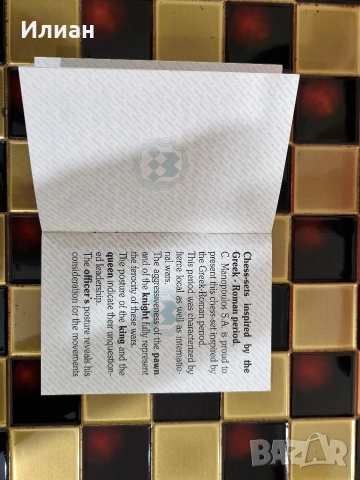 Илиан
Chess-sets inspired by the
Greek - Roman period.
C. Manopoulos S.A. is proud to
present this chess-set inspired by
the Greek-Roman period.
This period was characterized by
fierce local as well as internatio-
nal wars.
The aggressiveness of the pawn
and of the knight fully represent
the ferocity of these wars.
The posture of the king and the
queen indicate their unquestion-
ed leadership.
The officer's posture reveals his
consideration for the movements
BAZAR
bg